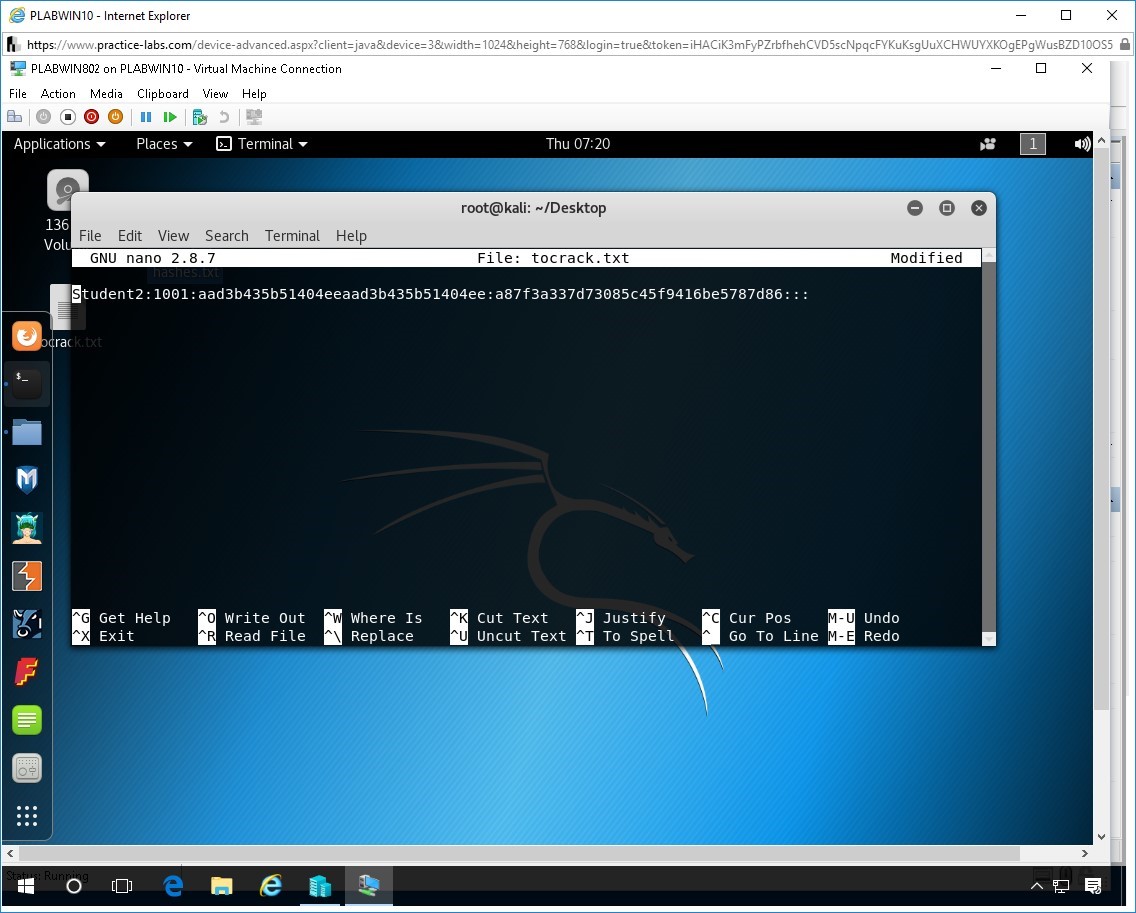 PLABWIN10 - Internet Explorer
https://www.practice-labs.com/device-advanced.aspx?client=java&device=3&width=1024&height=768&login=true&token=iHACiK3mFyPZrbfhehCVD5scNpqcFYKuKsgUuXCHWUYXKOgEPgWusBZD10OS5
PLABWIN802 on PLABWIN10 - Virtual Machine Connection
File Action Media Clipboard View Help
Applications Places Terminal Thu 07:20 1
136
Volu
root@kali: ~/Desktop
File Edit View Search Terminal Help
GNU nano 2.8.7 File: tocrack.txt Modified
hashes.txt
Student2:1001:aad3b435b51404eeaad3b435b51404ee:a87f3a337d73085c45f9416be5787d86:::
ocrack.txt
$_
^G Get Help ^O Write Out ^W Where Is ^K Cut Text ^J Justify ^C Cur Pos M-U Undo
^X Exit ^R Read File ^\ Replace ^U Uncut Text ^T To Spell ^_ Go To Line M-E Redo
Status: Running